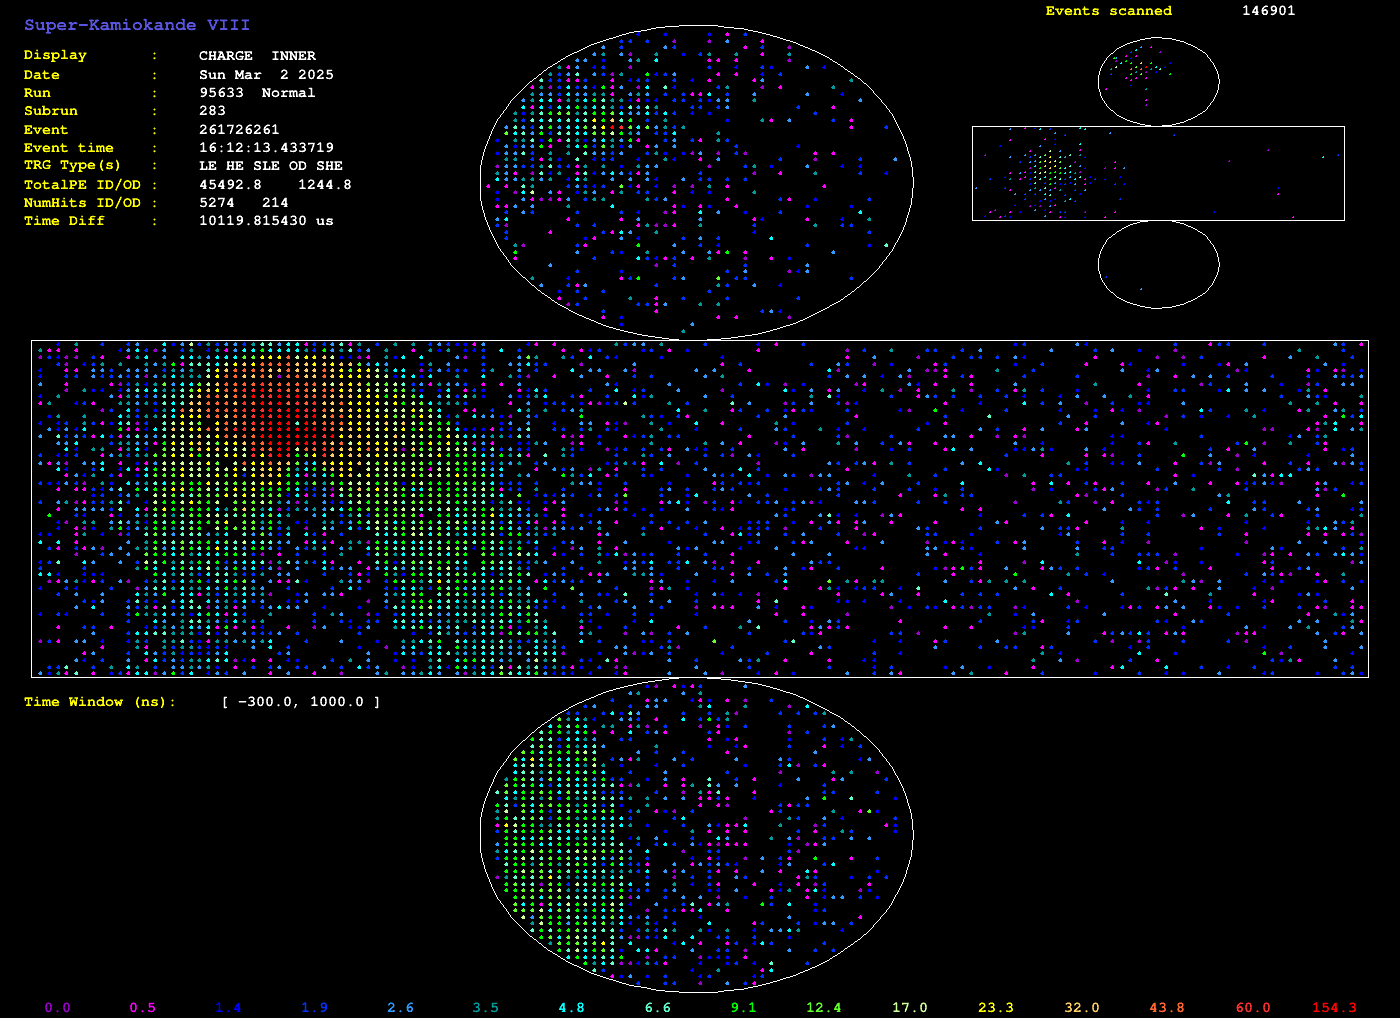 Super-Kamiokande VIII
Events scanned 146901
Display : CHARGE INNER
Date : Sun Mar 2 2025
Run : 95633 Normal
Subrun : 283
Event : 261726261
Event time : 16:12:13.433719
TRG Type(s) : LE HE SLE OD SHE
TotalPE ID/OD : 45492.8 1244.8
NumHits ID/OD : 5274 214
Time Diff : 10119.815430 us
Time Window (ns): [ -300.0, 1000.0 ]
0.0 0.5 1.4 1.9 2.6 3.5 4.8 6.6 9.1 12.4 17.0 23.3 32.0 43.8 60.0 154.3